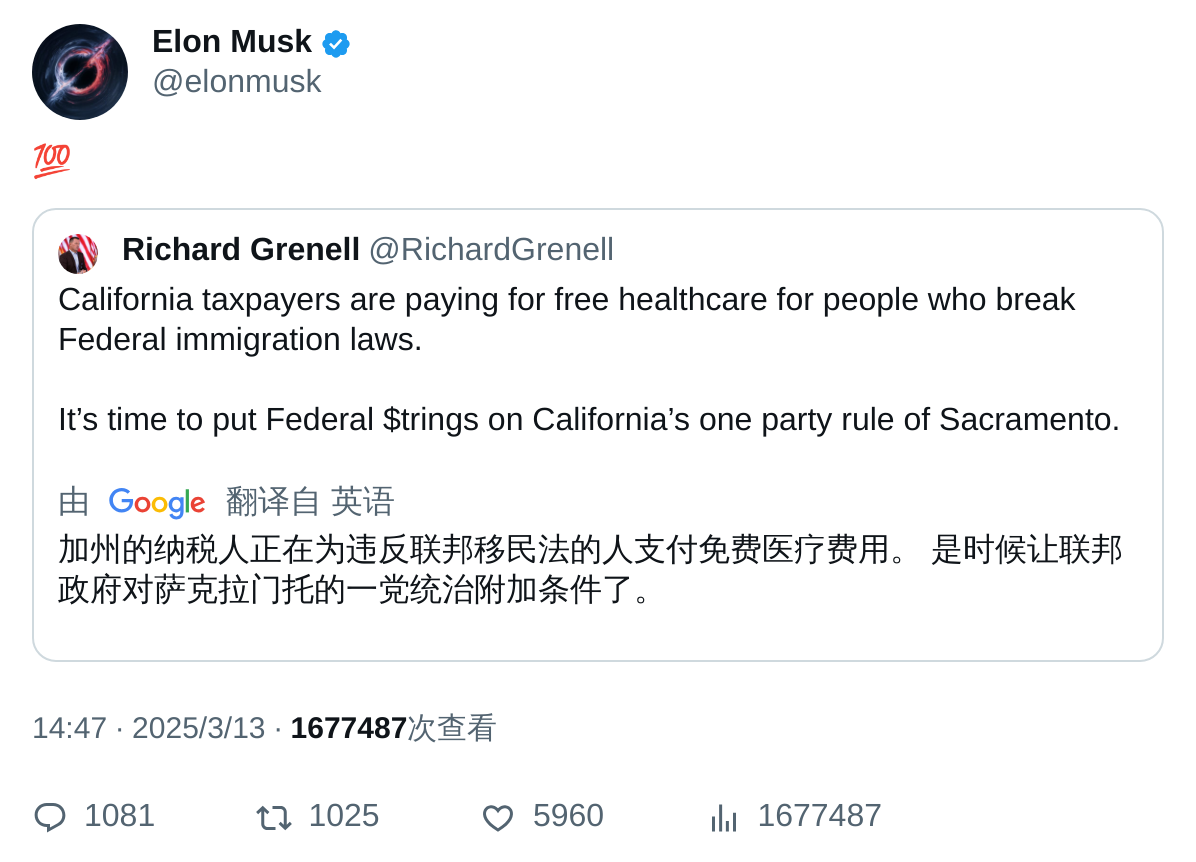 Elon Musk
@elonmusk
💯
Richard Grenell @RichardGrenell
California taxpayers are paying for free healthcare for people who break
Federal immigration laws.
It’s time to put Federal $trings on California’s one party rule of Sacramento.
由 Google 翻译自 英语
加州的纳税人正在为违反联邦移民法的人支付免费医疗费用。 是时候让联邦
政府对萨克拉门托的一党统治附加条件了。
14:47 · 2025/3/13 · 1677487次查看
1081 1025 5960 1677487